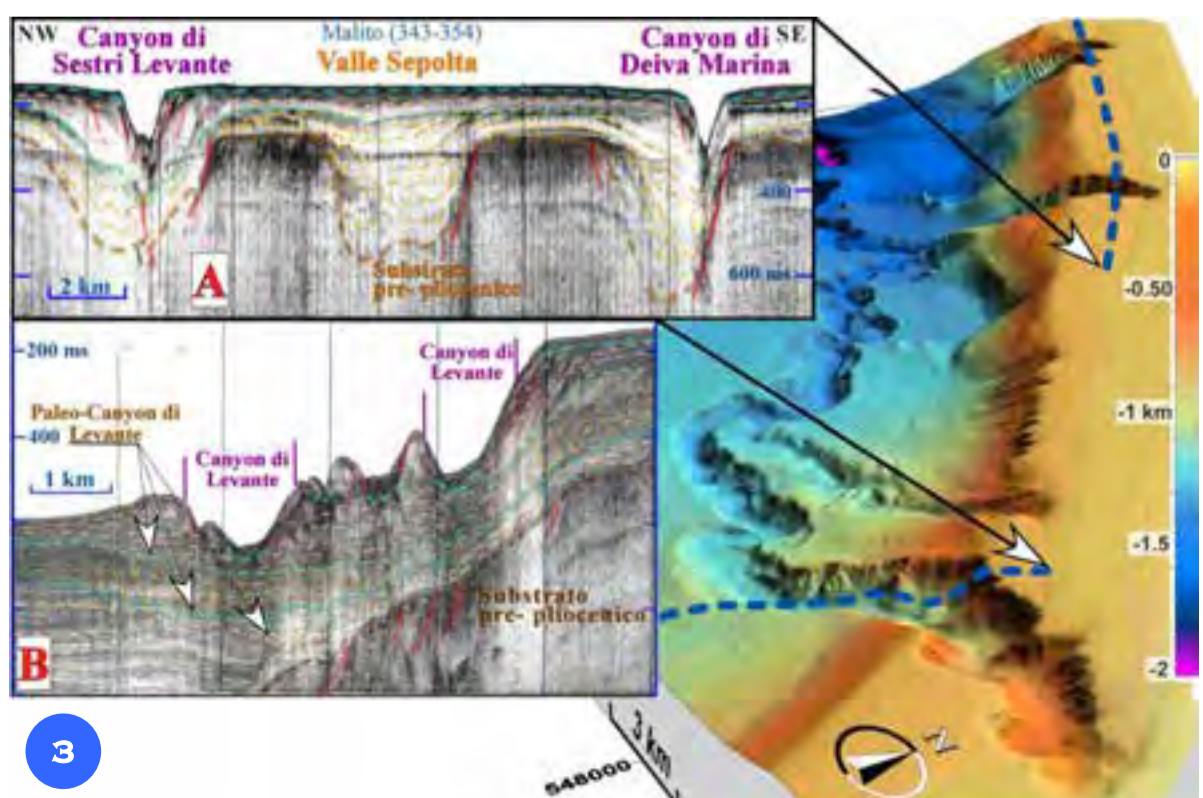 NW
Canyon di
Sestri Levante
Malito (343-354)
Valle Sepolta
Canyon di
Deiva Marina
SE
400
600 ms
2 km
A
Substrato
pre- pliocenico
200 ms
400
Canyon di
Levante
Paleo-Canyon di
Levante
Canyon di
Levante
1 km
Substrato
pre- pliocenico
B
0
-0.50
-1 km
-1.5
-2
3 km
548000
N
3